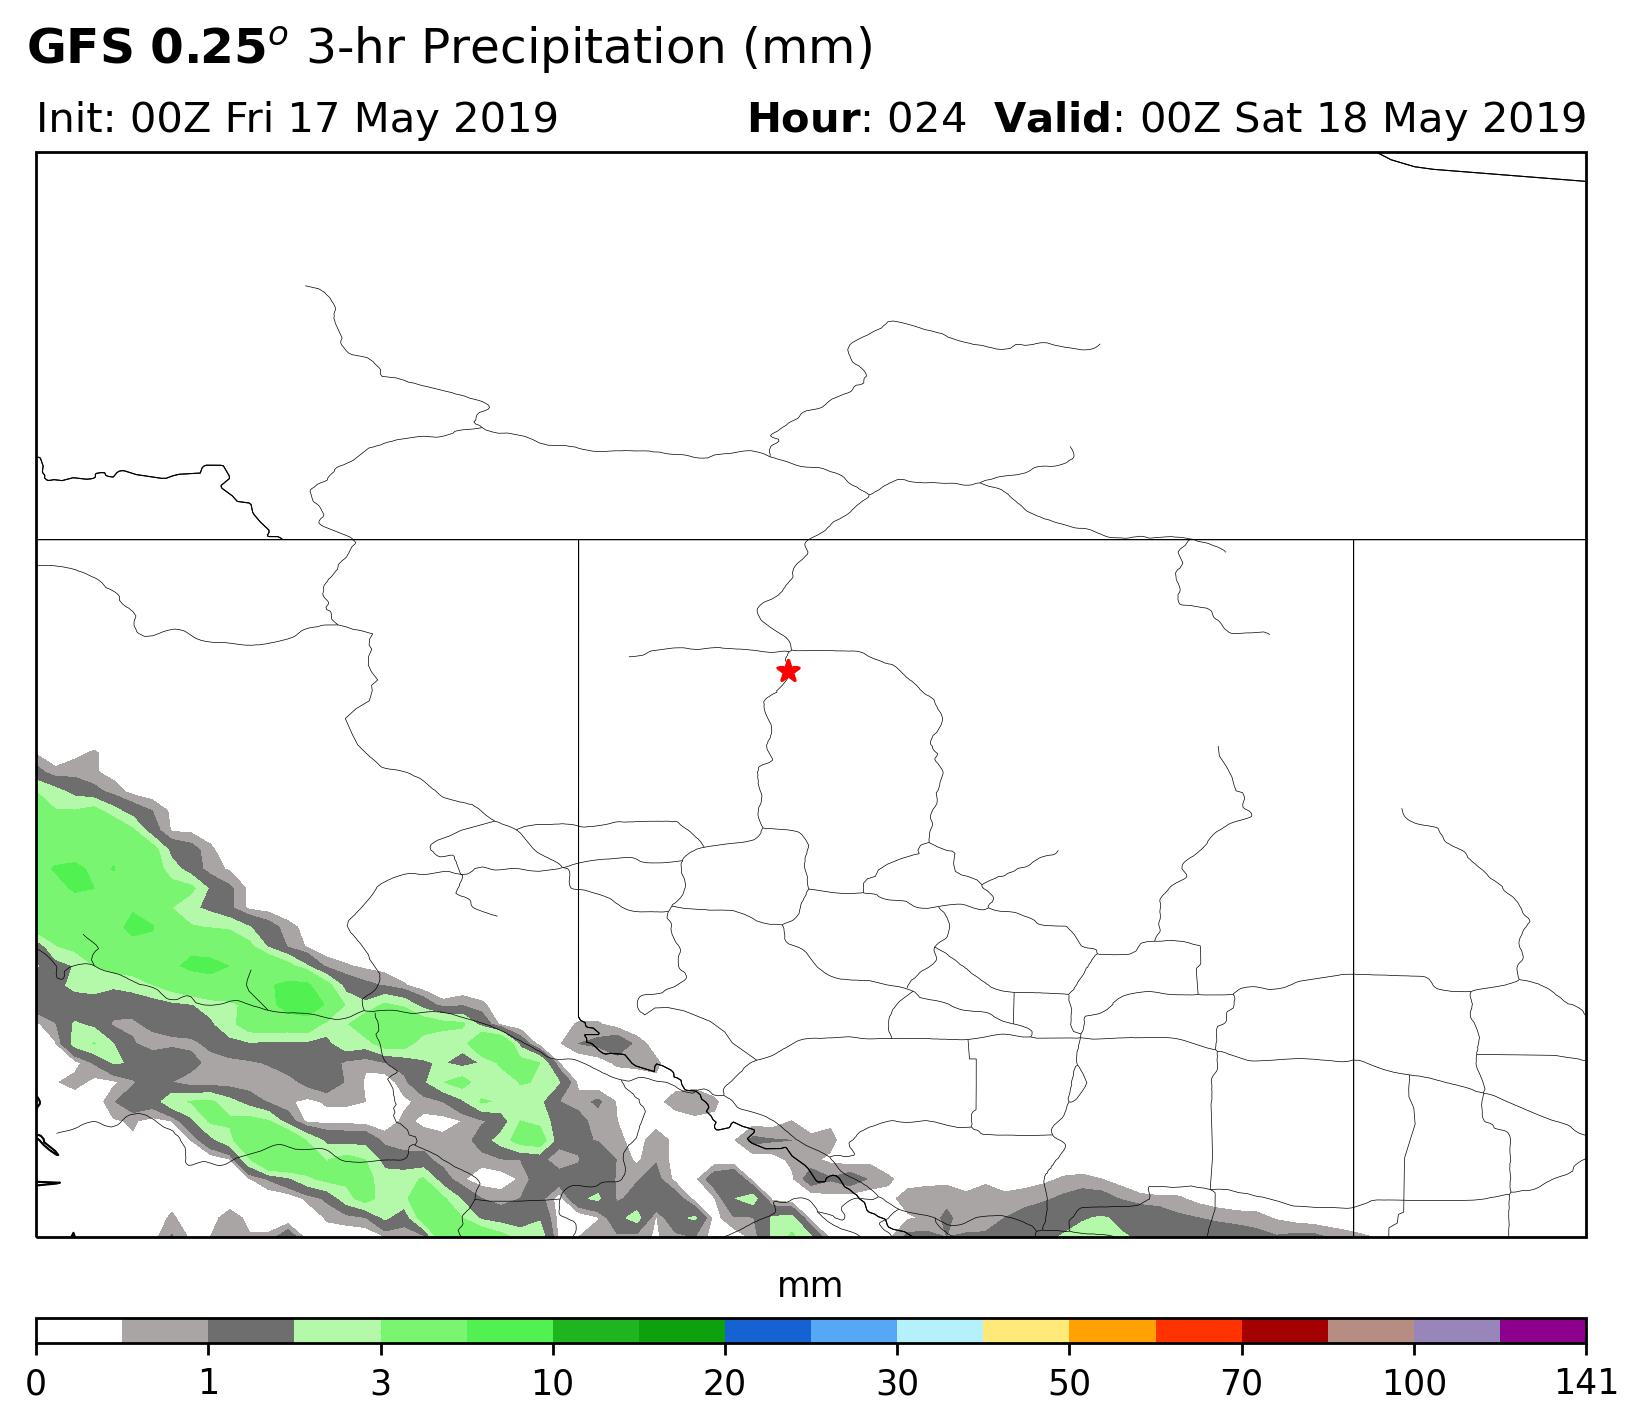 GFS 0.25° 3-hr Precipitation (mm)
Init: 00Z Fri 17 May 2019 Hour: 024 Valid: 00Z Sat 18 May 2019
mm
0 1 3 10 20 30 50 70 100 141